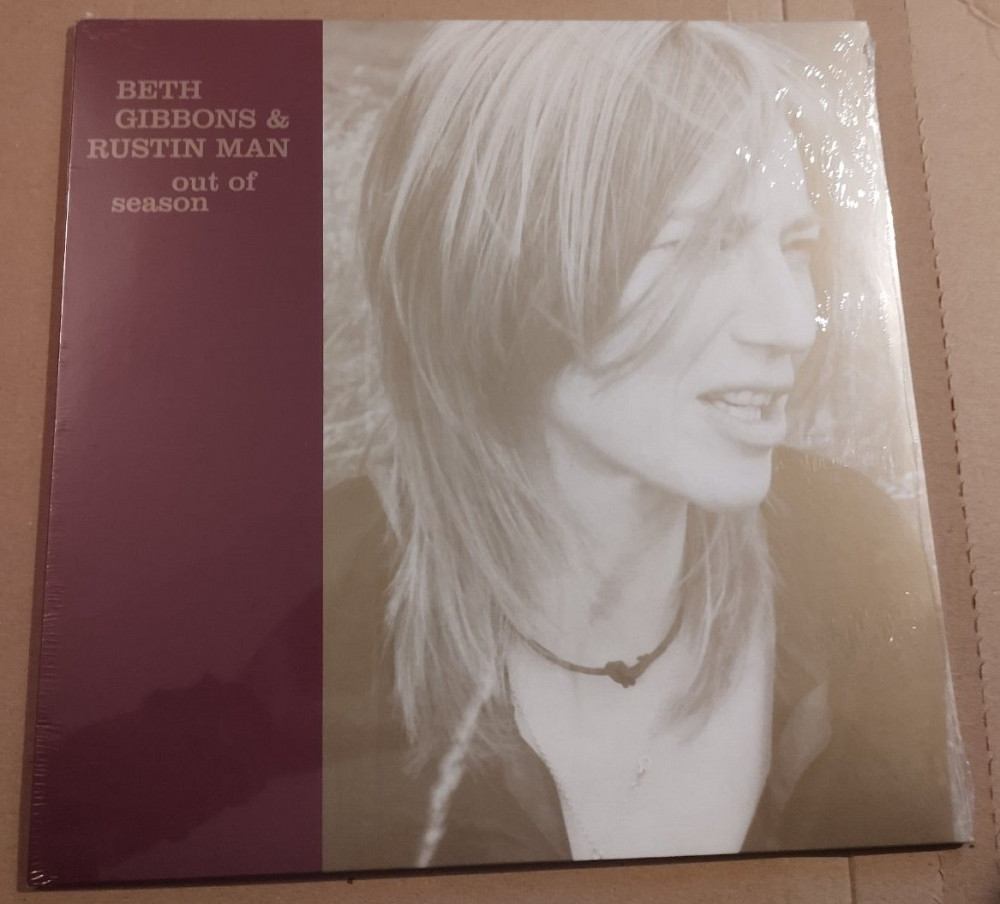 BETH
GIBBONS &
RUSTIN MAN
out of
season